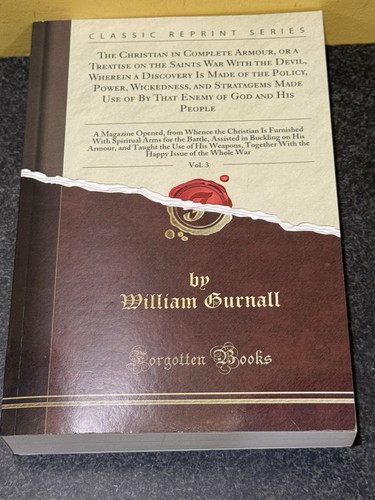 CLASSIC REPRINT SERIES
THE CHRISTIAN IN COMPLETE ARMOUR, OR A
TREATISE ON THE SAINTS WAR WITH THE DEVIL,
WHEREIN A DISCOVERY IS MADE OF THE POLICY,
POWER, WICKEDNESS, AND STRATAGEMS MADE
USE OF BY THAT ENEMY OF GOD AND HIS
PEOPLE
A Magazine Opened, from Whence the Christian Is Furnished
With Spiritual Arms for the Battle, Assisted in Buckling on His
Armour, and Taught the Use of His Weapons, Together With the
Happy Issue of the Whole War
Vol. 3
F
by
William Gurnall
Forgotten Books